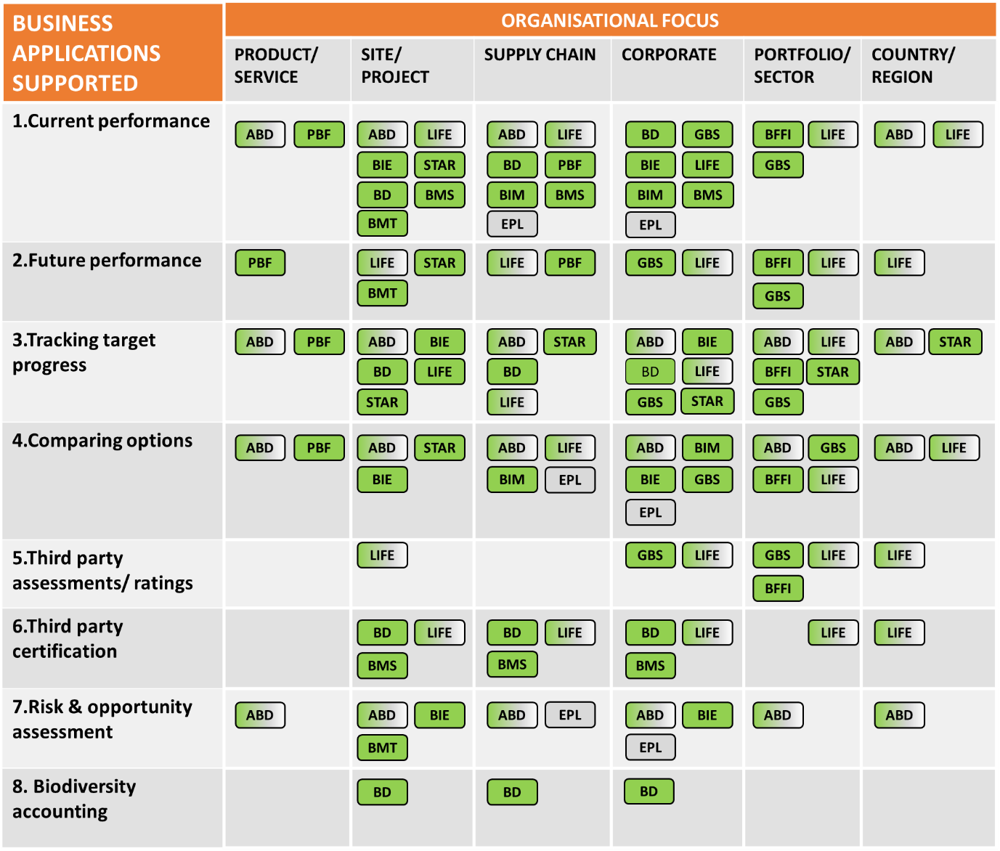 BUSINESS
APPLICATIONS
SUPPORTED
ORGANISATIONAL FOCUS
PRODUCT/
SERVICE
SITE/
PROJECT
SUPPLY CHAIN
CORPORATE
PORTFOLIO/
SECTOR
COUNTRY/
REGION
1.Current performance
ABD PBF
ABD LIFE
BIE STAR
BD BMS
BMT
ABD LIFE
BD PBF
BIM BMS
EPL
BD GBS
BIE LIFE
BIM BMS
EPL
BFFI LIFE
GBS
ABD LIFE
2.Future performance
PBF
LIFE STAR
BMT
LIFE PBF
GBS LIFE
BFFI LIFE
GBS
LIFE
3.Tracking target
progress
ABD PBF
ABD BIE
BD LIFE
STAR
ABD STAR
BD
LIFE
ABD BIE
BD LIFE
GBS STAR
ABD LIFE
BFFI STAR
GBS
ABD STAR
4.Comparing options
ABD PBF
ABD STAR
BIE
ABD LIFE
BIM EPL
ABD BIM
BIE GBS
EPL
ABD GBS
BFFI LIFE
ABD LIFE
5.Third party
assessments/ ratings
LIFE
GBS LIFE
GBS LIFE
BFFI
LIFE
6.Third party
certification
BD LIFE
BMS
BD LIFE
BMS
BD LIFE
BMS
LIFE
LIFE
7.Risk & opportunity
assessment
ABD
ABD BIE
BMT
ABD EPL
ABD BIE
EPL
ABD
ABD
8. Biodiversity
accounting
BD
BD
BD